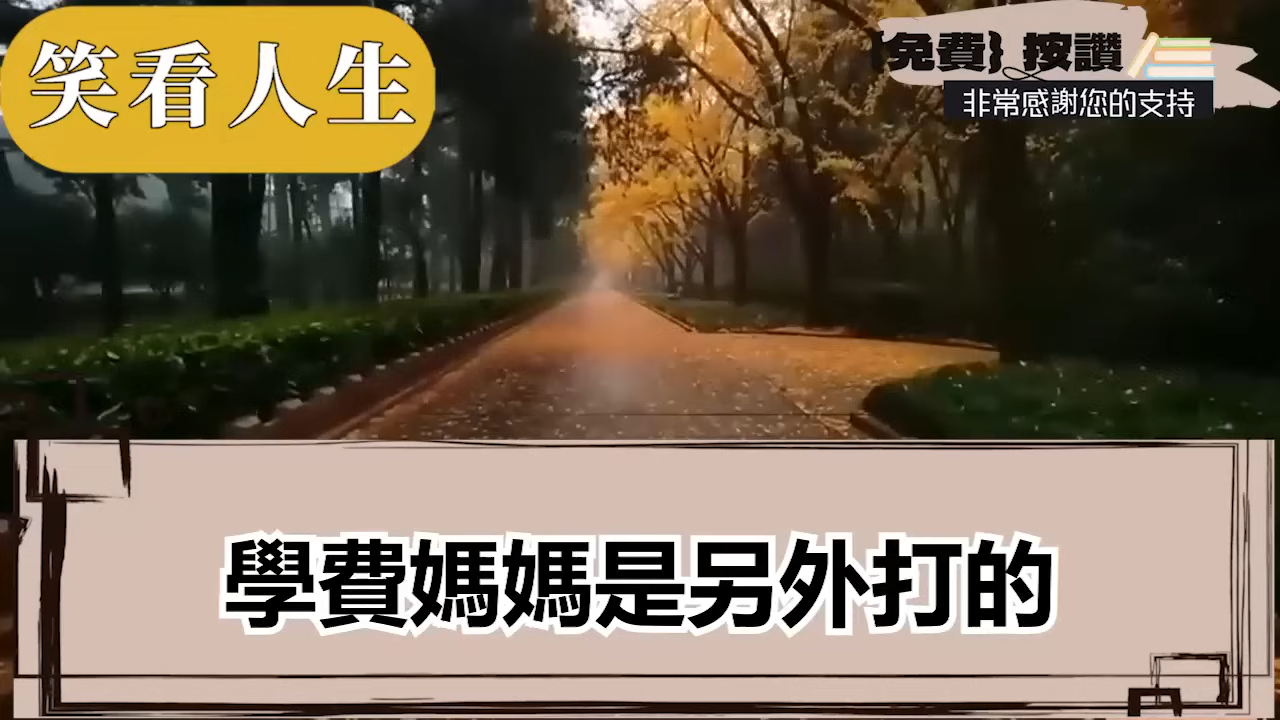 笑看人生
【免費】按讚
非常感謝您的支持
學費媽媽是另外打的